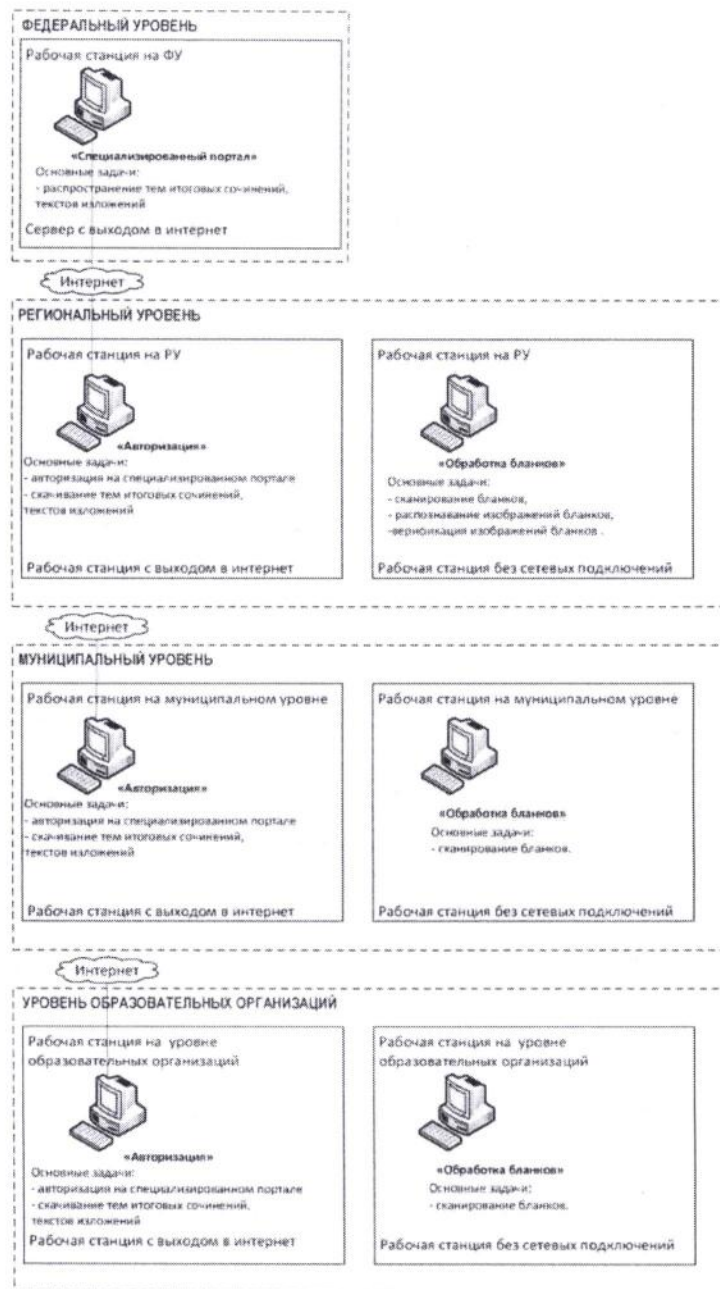 ФЕДЕРАЛЬНЫЙ УРОВЕНЬ
Рабочая станция на ФУ
«Специализированный портал»
Основные задачи:
- распространение тем итоговых сочинений,
текстов изложений
Сервер с выходом в интернет
Интернет
РЕГИОНАЛЬНЫЙ УРОВЕНЬ
Рабочая станция на РУ
«Авторизация»
Основные задачи:
- авторизация на специализированном портале
- скачивание тем итоговых сочинений,
текстов изложений
Рабочая станция с выходом в интернет
Рабочая станция на РУ
«Обработка бланков»
Основные задачи:
- сканирование бланков,
- распознавание изображений бланков,
-верификация изображений бланков .
Рабочая станция без сетевых подключений
Интернет
МУНИЦИПАЛЬНЫЙ УРОВЕНЬ
Рабочая станция на муниципальном уровне
«Авторизация»
Основные задачи:
- авторизация на специализированном портале
- скачивание тем итоговых сочинений,
текстов изложений
Рабочая станция с выходом в интернет
Рабочая станция на муниципальном уровне
«Обработка бланков»
Основные задачи:
- сканирование бланков.
Рабочая станция без сетевых подключений
Интернет
УРОВЕНЬ ОБРАЗОВАТЕЛЬНЫХ ОРГАНИЗАЦИЙ
Рабочая станция на уровне
образовательных организаций
«Авторизация»
Основные задачи:
- авторизация на специализированном портале
- скачивание тем итоговых сочинений,
текстов изложений
Рабочая станция с выходом в интернет
Рабочая станция на уровне
образовательных организаций
«Обработка бланков»
Основные задачи:
- сканирование бланков.
Рабочая станция без сетевых подключений